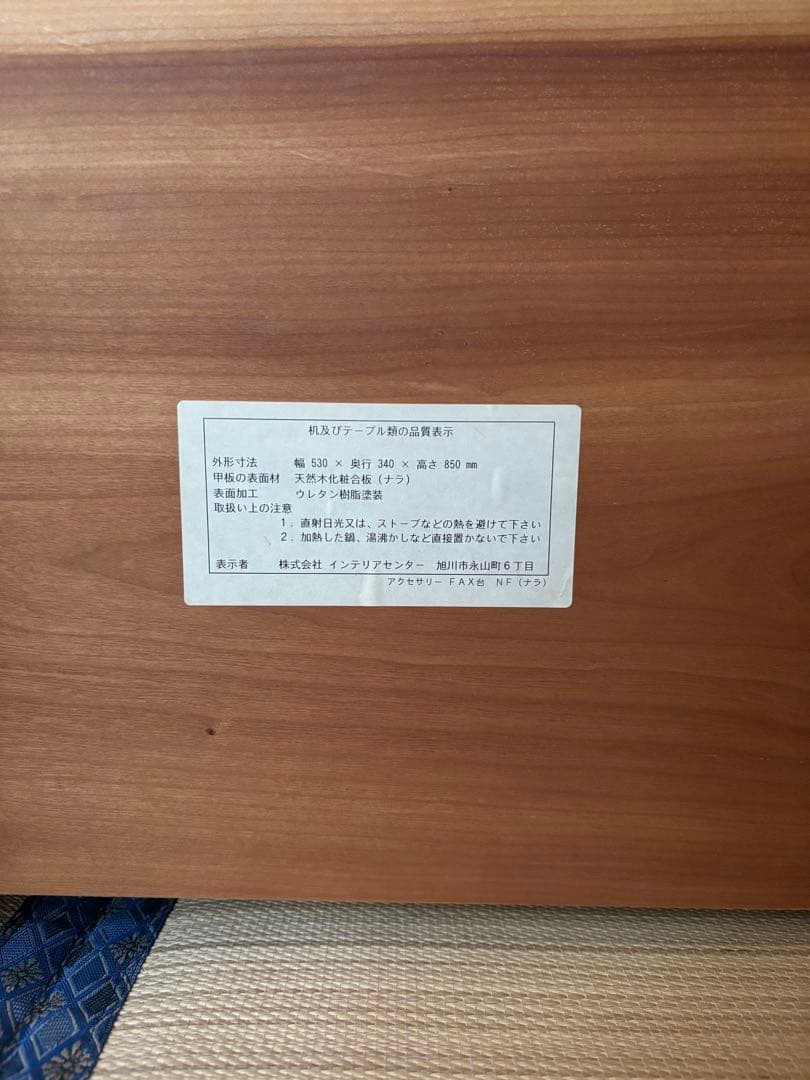 机及びテーブル類の品質表示
外形寸法　幅 530 × 奥行 340 × 高さ 850 mm
甲板の表面材　天然木化粧合板（ナラ）
表面加工　ウレタン樹脂塗装
取扱い上の注意
１．直射日光又は、ストーブなどの熱を避けて下さい
２．加熱した鍋、湯沸かしなど直接置かないで下さい
表示者　株式会社 インテリアセンター　旭川市永山町６丁目
アクセサリー ＦＡＸ台　ＮＦ（ナラ）